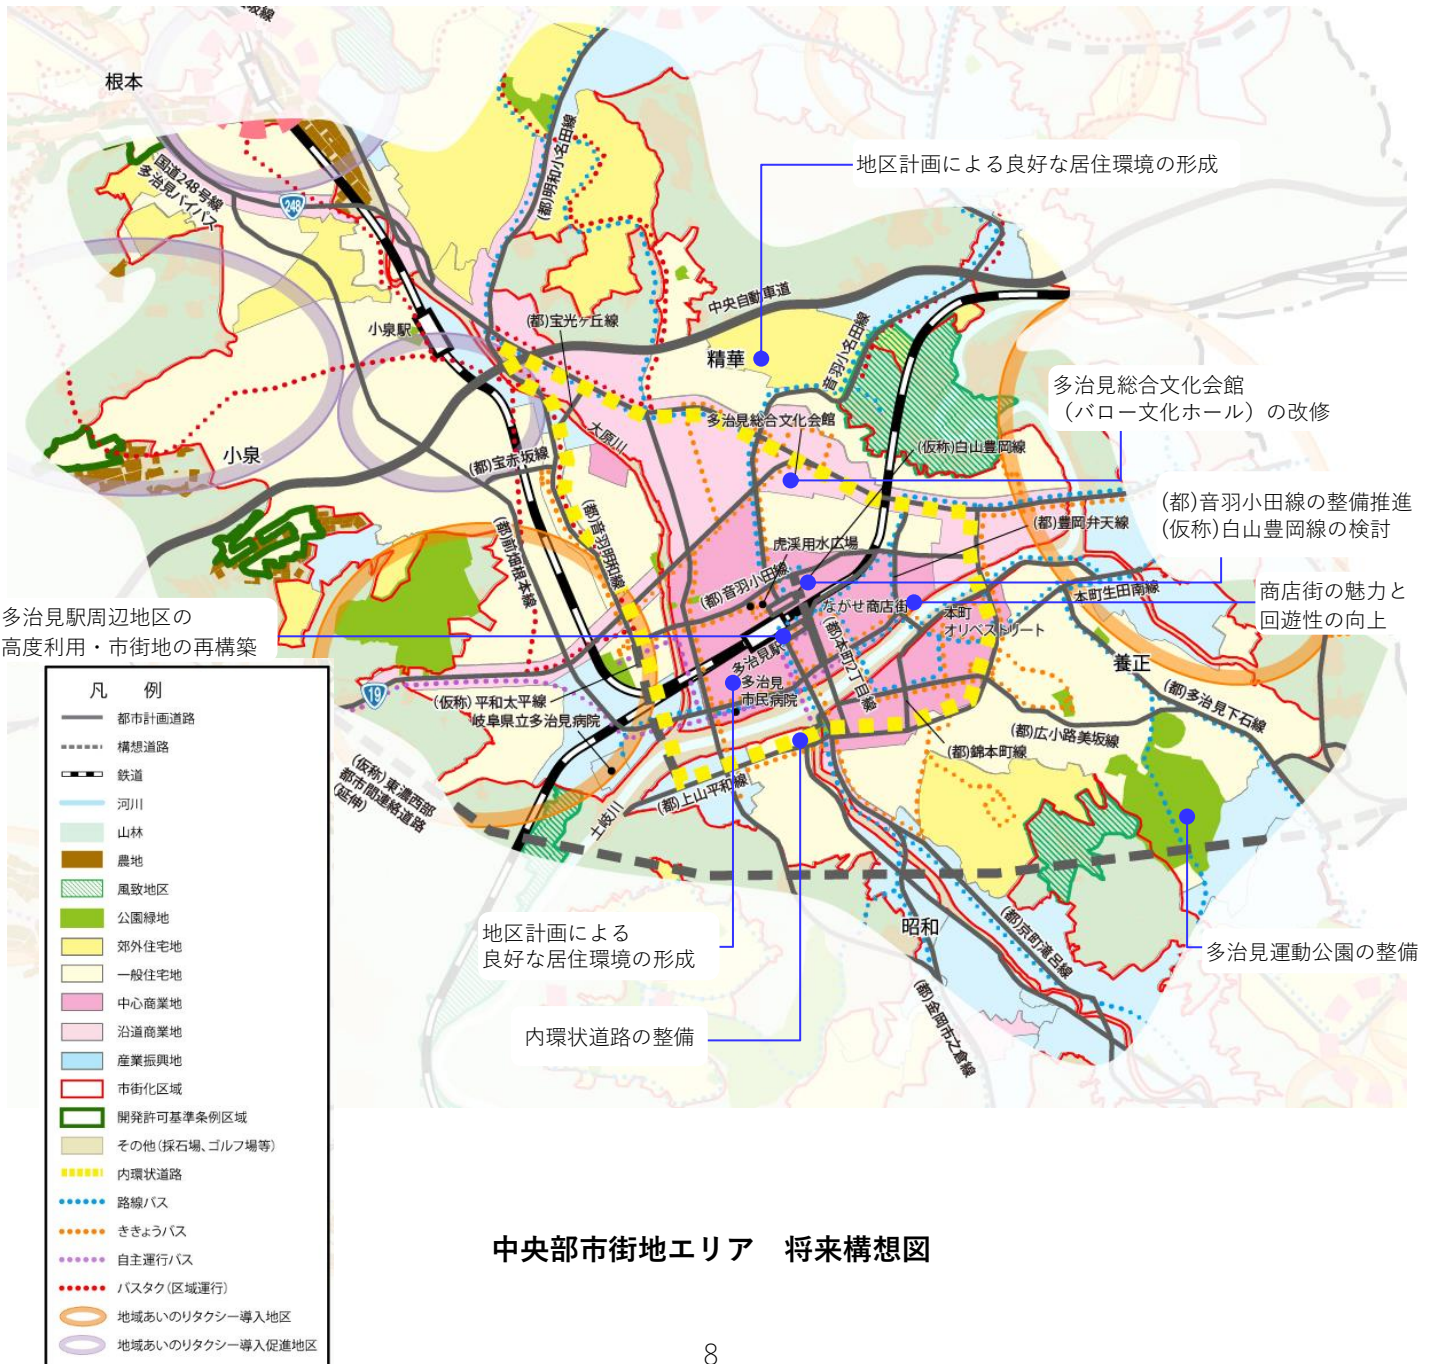 坂線
根本
国道248号線
多治見バイパス
248
(都)明和小名田線
地区計画による良好な居住環境の形成
中央自動車道
小泉駅
(都)宝光ケ丘線
精華
音羽小名田線
多治見総合文化会館
（バロー文化ホール）の改修
多治見総合文化会館
大原川
(仮称)白山豊岡線
小泉
(都)宝赤坂線
(都)音羽小田線の整備推進
(仮称)白山豊岡線の検討
(都)豊岡弁天線
(都)音羽明和線
(都)前畑根本線
虎渓用水広場
(都)音羽小田線
本町生田南線
商店街の魅力と
回遊性の向上
多治見駅周辺地区の
高度利用・市街地の再構築
ながせ商店街
本町
オリベストリート
(都)本町2丁目線
多治見駅
養正
多治見
市民病院
19
(仮称)平和太平線
岐阜県立多治見病院
(都)多治見下石線
(都)広小路美坂線
(都)錦本町線
(仮称)東濃西部
都市間連絡道路
(延伸)
(都)上山平和線
土岐川
昭和
(都)京町滝呂線
(都)金岡市之倉線
地区計画による
良好な居住環境の形成
多治見運動公園の整備
内環状道路の整備
凡　例
都市計画道路
構想道路
鉄道
河川
山林
農地
風致地区
公園緑地
郊外住宅地
一般住宅地
中心商業地
沿道商業地
産業振興地
市街化区域
開発許可基準条例区域
その他(採石場、ゴルフ場等)
内環状道路
路線バス
ききょうバス
自主運行バス
バスタク(区域運行)
地域あいのりタクシー導入地区
地域あいのりタクシー導入促進地区
中央部市街地エリア　将来構想図
8